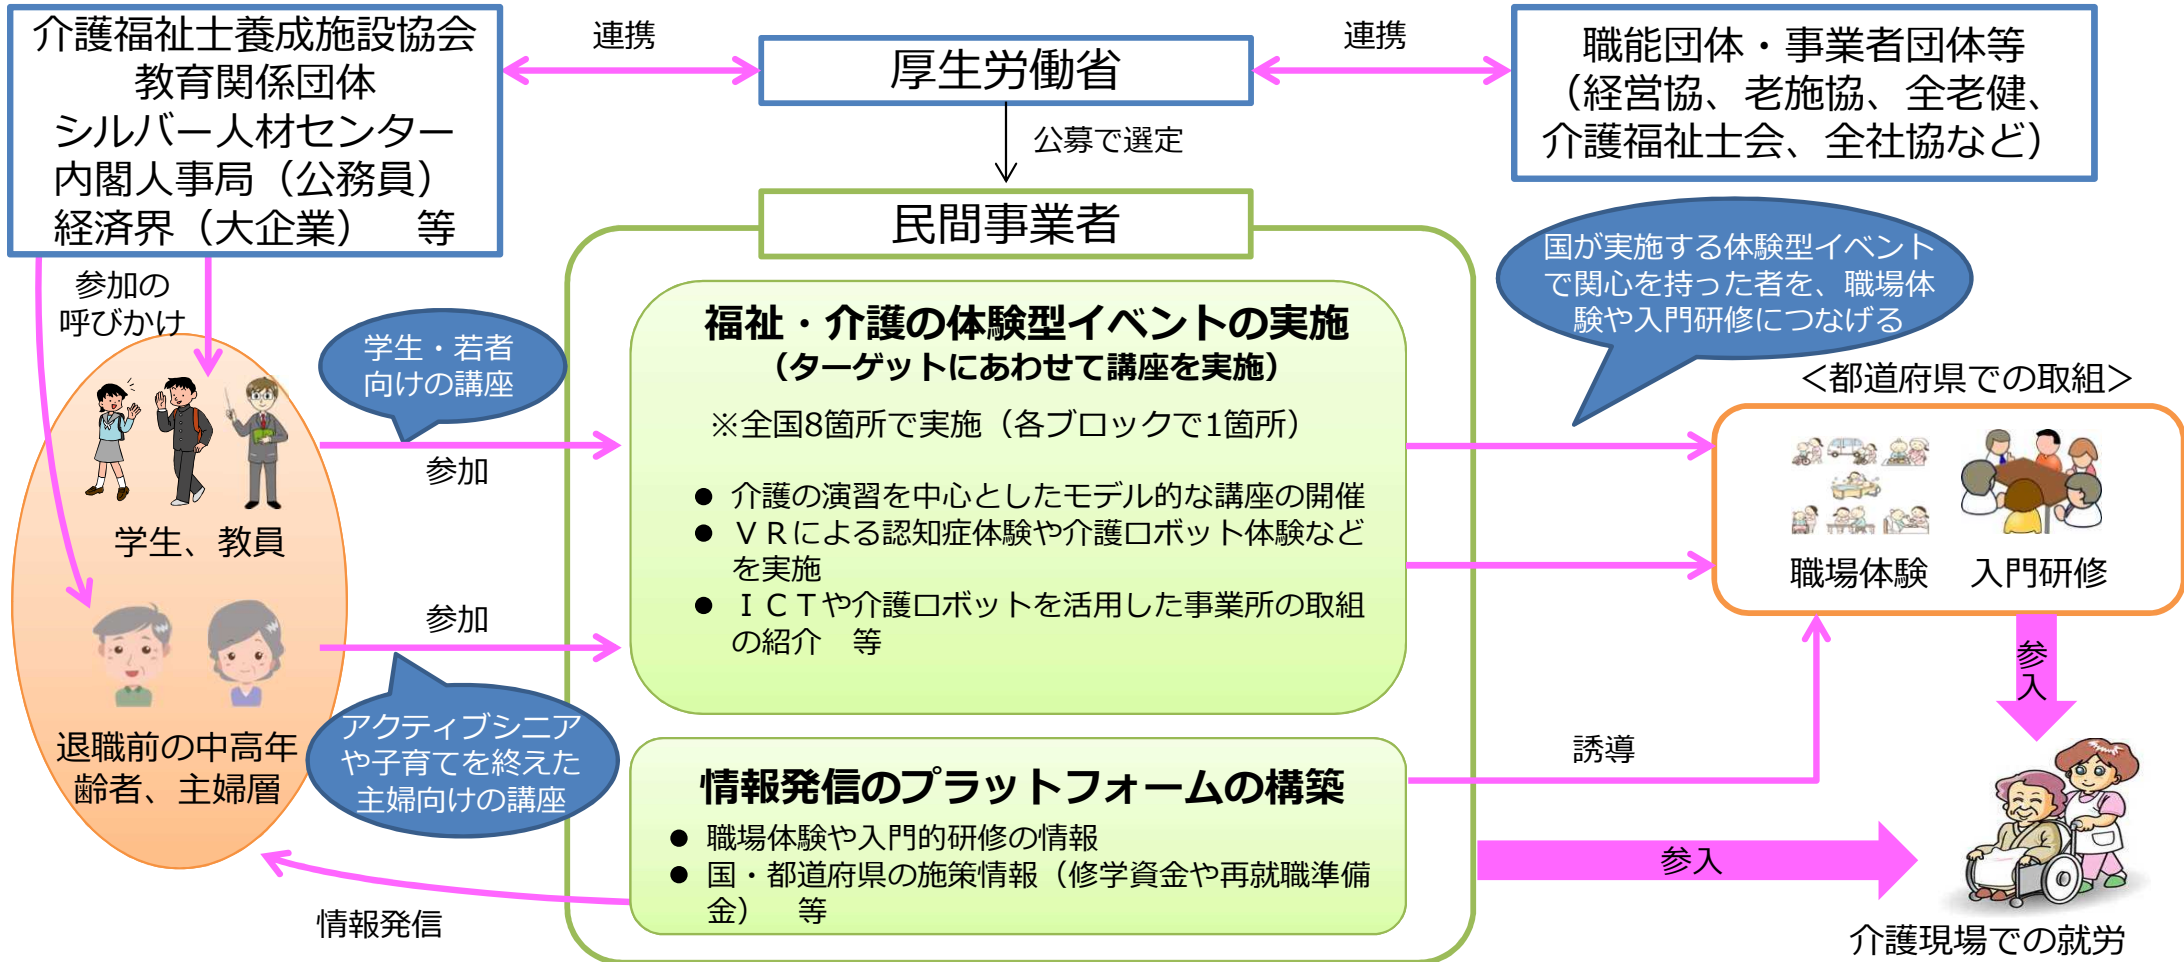 介護福祉士養成施設協会
教育関係団体
シルバー人材センター
内閣人事局（公務員）
経済界（大企業）　等
連携
厚生労働省
連携
職能団体・事業者団体等
（経営協、老施協、全老健、
介護福祉士会、全社協など）
公募で選定
民間事業者
参加の
呼びかけ
学生・若者
向けの講座
参加
学生、教員
参加
退職前の中高年
齢者、主婦層
アクティブシニア
や子育てを終えた
主婦向けの講座
情報発信
福祉・介護の体験型イベントの実施
（ターゲットにあわせて講座を実施）
※全国8箇所で実施（各ブロックで1箇所）
● 介護の演習を中心としたモデル的な講座の開催
● ＶＲによる認知症体験や介護ロボット体験など
を実施
● ＩＣＴや介護ロボットを活用した事業所の取組
の紹介　等
情報発信のプラットフォームの構築
● 職場体験や入門的研修の情報
● 国・都道府県の施策情報（修学資金や再就職準備
金）　等
国が実施する体験型イベント
で関心を持った者を、職場体
験や入門研修につなげる
＜都道府県での取組＞
職場体験　入門研修
誘導
参
入
参入
介護現場での就労